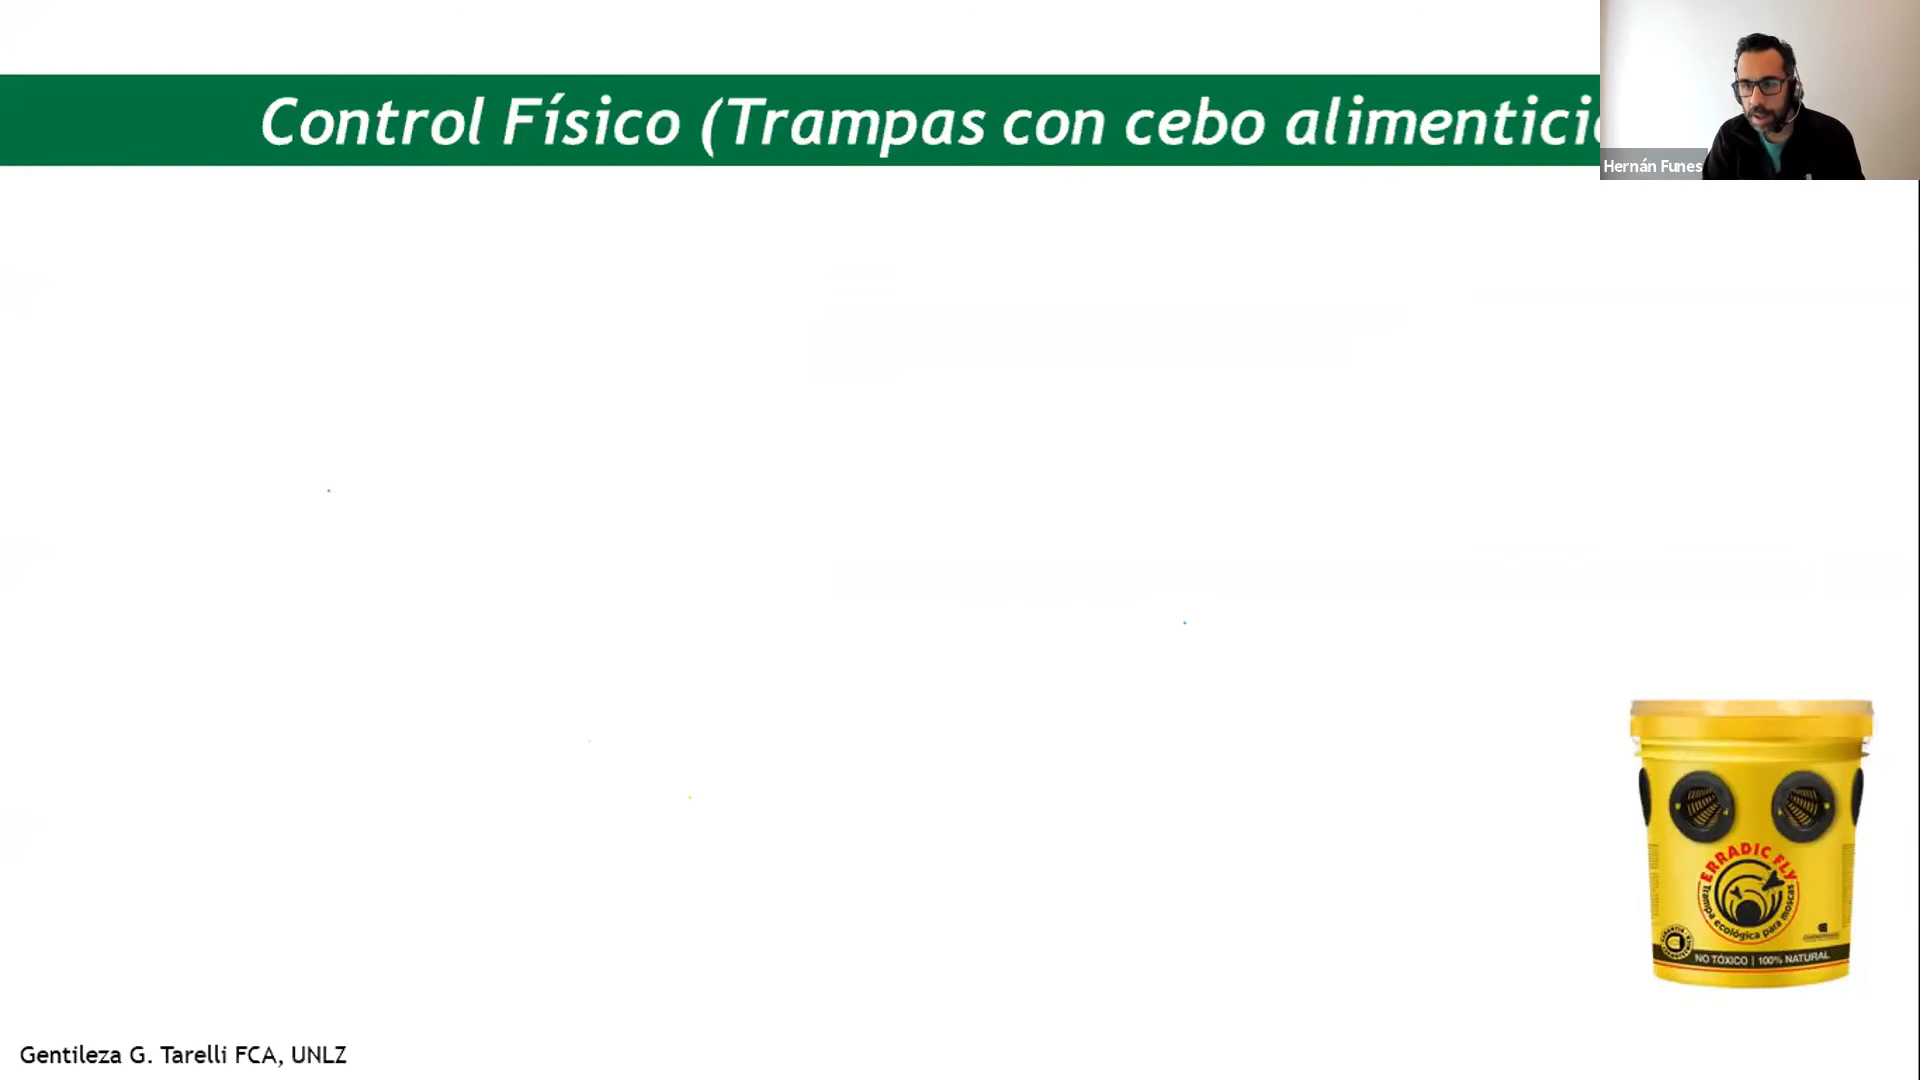 Control Físico (Trampas con cebo alimentici
Hernán Funes
ERRADIC FLY
Trampa ecológica para moscas
NO TÓXICO | 100% NATURAL
Gentileza G. Tarelli FCA, UNLZ